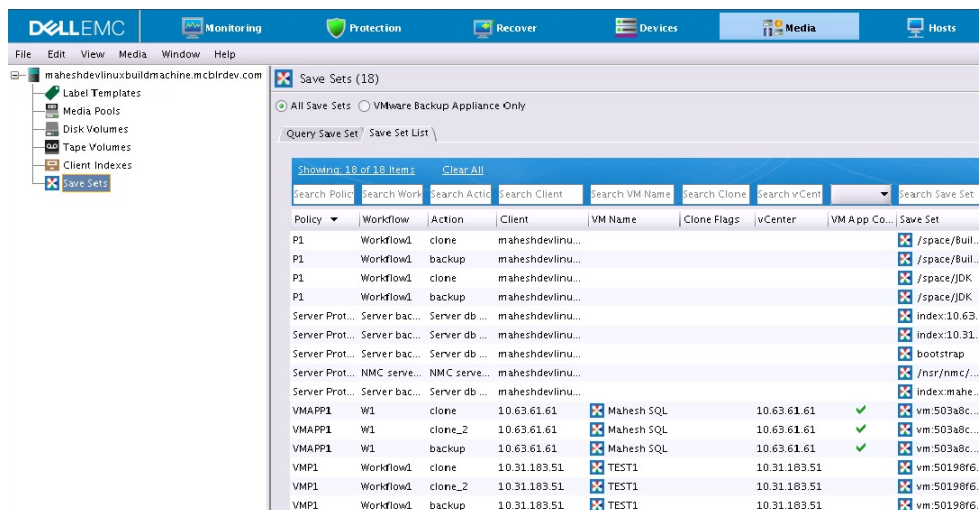 DELLEMC Monitoring Protection Recover Devices Media Hosts
File Edit View Media Window Help
maheshdevlinuxbuildmachine.mcblrdev.com
Label Templates
Media Pools
Disk Volumes
Tape Volumes
Client Indexes
Save Sets
Save Sets (18)
All Save Sets VMware Backup Appliance Only
Query Save Set Save Set List
Showing: 18 of 18 Items Clear All
Search Polic Search Work Search Actic Search Client Search VM Name Search Clone Search vCent Search Save Set
Policy Workflow Action Client VM Name Clone Flags vCenter VM App Co... Save Set
P1 Workflow1 clone maheshdevlinu... /space/Buil...
P1 Workflow1 backup maheshdevlinu... /space/Buil...
P1 Workflow1 clone maheshdevlinu... /space/JDK
P1 Workflow1 backup maheshdevlinu... /space/JDK
Server Prot... Server bac... Server db ... maheshdevlinu... index:10.63.
Server Prot... Server bac... Server db ... maheshdevlinu... index:10.31.
Server Prot... Server bac... Server db ... maheshdevlinu... bootstrap
Server Prot... NMC serve... NMC serve... maheshdevlinu... /nsr/nmc/...
Server Prot... Server bac... Server db ... maheshdevlinu... index:mahe...
VMAPP1 W1 clone 10.63.61.61 Mahesh SQL 10.63.61.61 vm:503a8c...
VMAPP1 W1 clone_2 10.63.61.61 Mahesh SQL 10.63.61.61 vm:503a8c...
VMAPP1 W1 backup 10.63.61.61 Mahesh SQL 10.63.61.61 vm:503a8c...
VMP1 Workflow1 clone 10.31.183.51 TEST1 10.31.183.51 vm:50198f6.
VMP1 Workflow1 clone_2 10.31.183.51 TEST1 10.31.183.51 vm:50198f6.
VMP1 Workflow1 backup 10.31.183.51 TEST1 10.31.183.51 vm:50198f6.